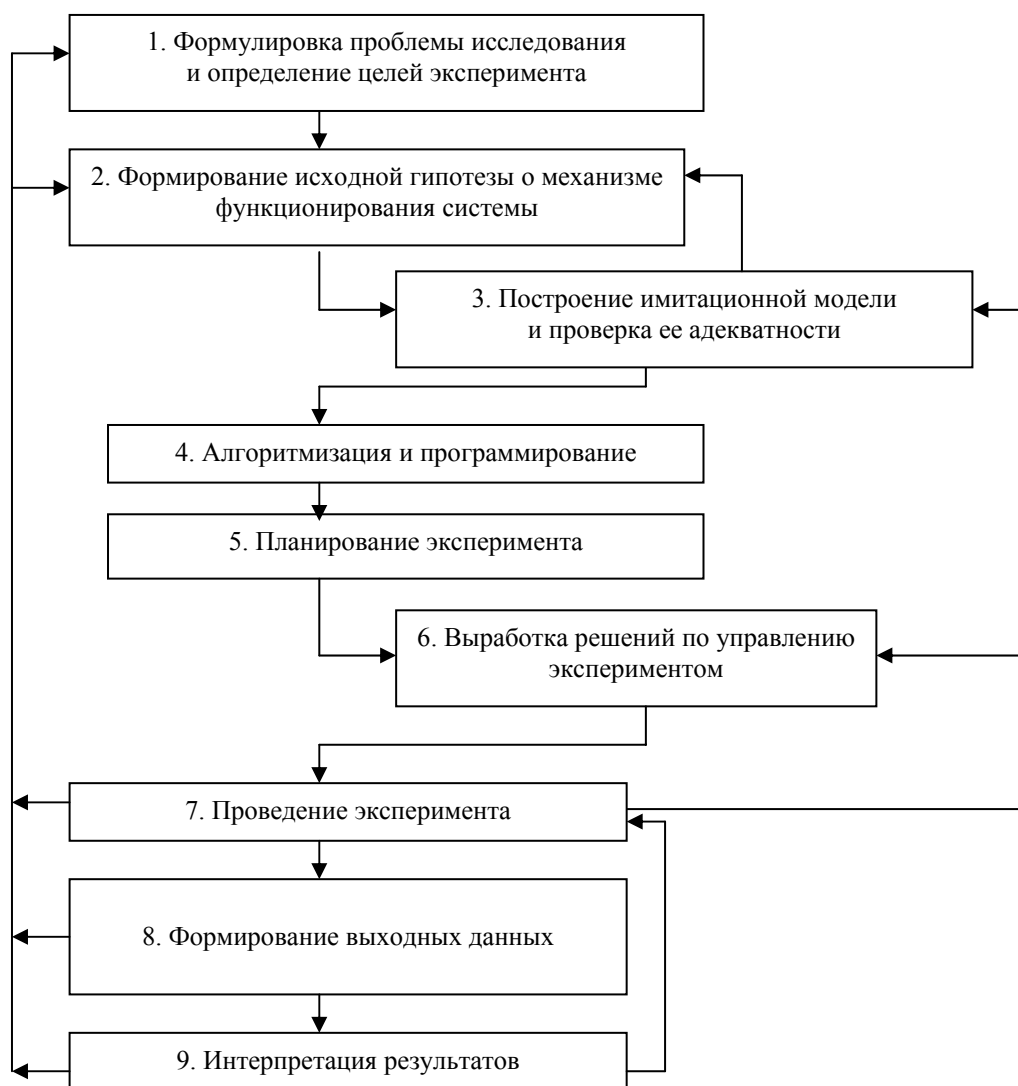 1. Формулировка проблемы исследования
и определение целей эксперимента
2. Формирование исходной гипотезы о механизме
функционирования системы
3. Построение имитационной модели
и проверка ее адекватности
4. Алгоритмизация и программирование
5. Планирование эксперимента
6. Выработка решений по управлению
экспериментом
7. Проведение эксперимента
8. Формирование выходных данных
9. Интерпретация результатов